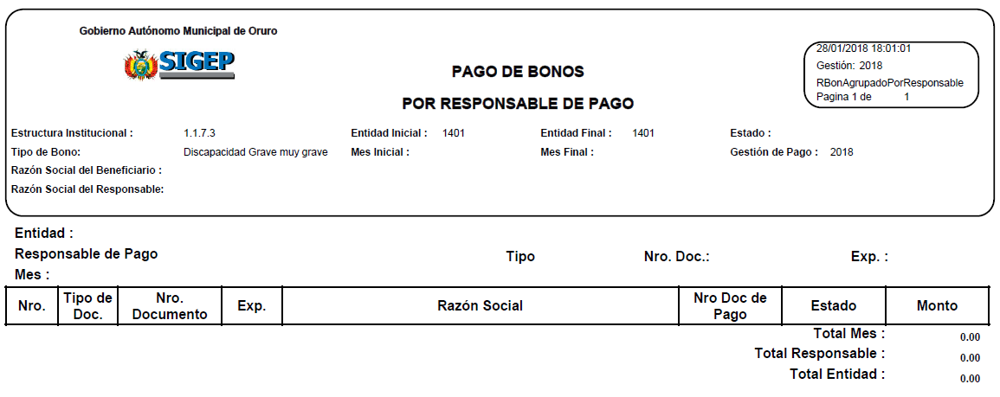 Gobierno Autónomo Municipal de Oruro
SIGEP
PAGO DE BONOS
POR RESPONSABLE DE PAGO
28/01/2018 18:01:01
Gestión: 2018
RBonAgrupadoPorResponsable
Pagina 1 de 1
Estructura Institucional : 1.1.7.3 Entidad Inicial : 1401 Entidad Final : 1401 Estado :
Tipo de Bono: Discapacidad Grave muy grave Mes Inicial : Mes Final : Gestión de Pago : 2018
Razón Social del Beneficiario :
Razón Social del Responsable:
Entidad :
Responsable de Pago Tipo Nro. Doc.: Exp. :
Mes :
Nro. Tipo de Doc. Nro. Documento Exp. Razón Social Nro Doc de Pago Estado Monto
Total Mes : 0.00
Total Responsable : 0.00
Total Entidad : 0.00